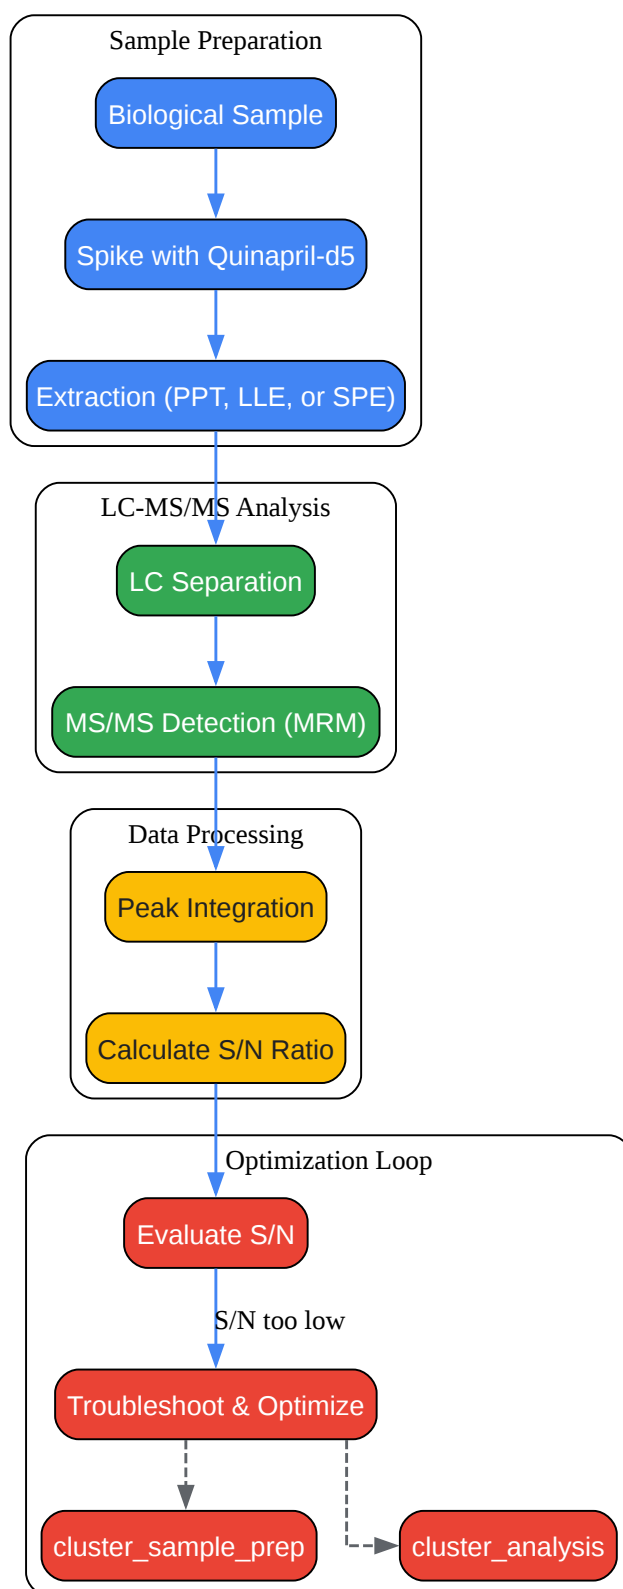 Sample Preparation
Biological Sample
Spike with Quinapril-d5
Extraction (PPT, LLE, or SPE)
LC-MS/MS Analysis
LC Separation
MS/MS Detection (MRM)
Data Processing
Peak Integration
Calculate S/N Ratio
Optimization Loop
Evaluate S/N
S/N too low
Troubleshoot & Optimize
cluster_sample_prep
cluster_analysis